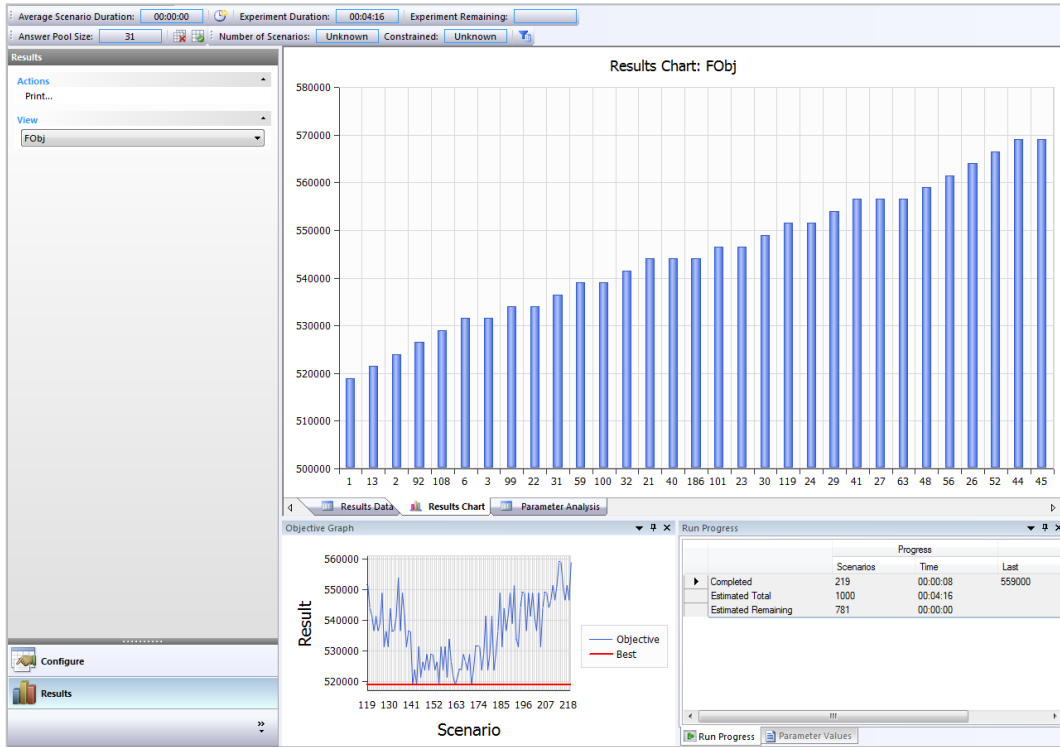 Average Scenario Duration: 00:00:00 Experiment Duration: 00:04:16 Experiment Remaining:
Answer Pool Size: 31 Number of Scenarios: Unknown Constrained: Unknown
Results
Actions
Print...
View
FObj
Configure
Results
Results Chart: FObj
580000
570000
560000
550000
540000
530000
520000
510000
500000
1 13 2 92 108 6 3 99 22 31 59 100 32 21 40 186 101 23 30 119 24 29 41 27 63 48 56 26 52 44 45
Results Data Results Chart Parameter Analysis
Objective Graph
Result
560000
550000
540000
530000
520000
119 130 141 152 163 174 185 196 207 218
Scenario
Objective
Best
Run Progress
Progress
Scenarios Time Last
Completed 219 00:00:08 559000
Estimated Total 1000 00:04:16
Estimated Remaining 781 00:00:00
Run Progress Parameter Values